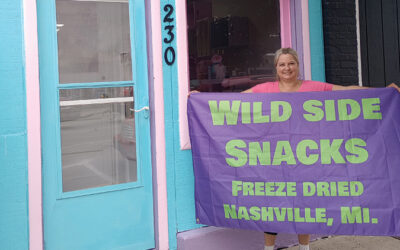 230
WILD SIDE
SNACKS
FREEZE DRIED
NASHVILLE, MI.